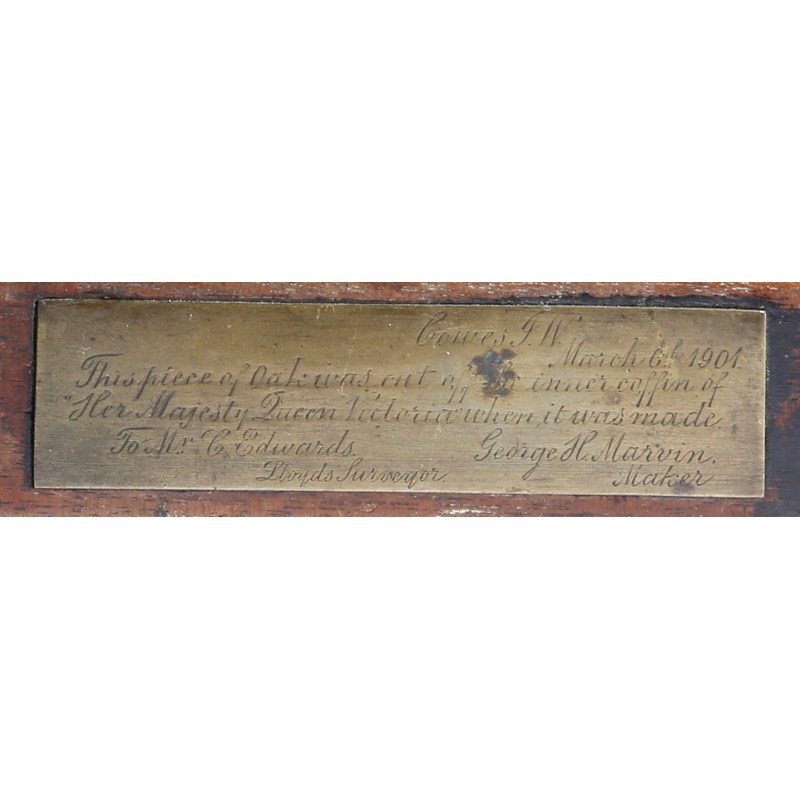 Cowes I.W.
March 6th 1901.
This piece of Oak was cut off the inner coffin of
"Her Majesty Queen Victoria" when it was made
To Mr C. Edwards George H. Marvin.
Lloyds Surveyor. Maker